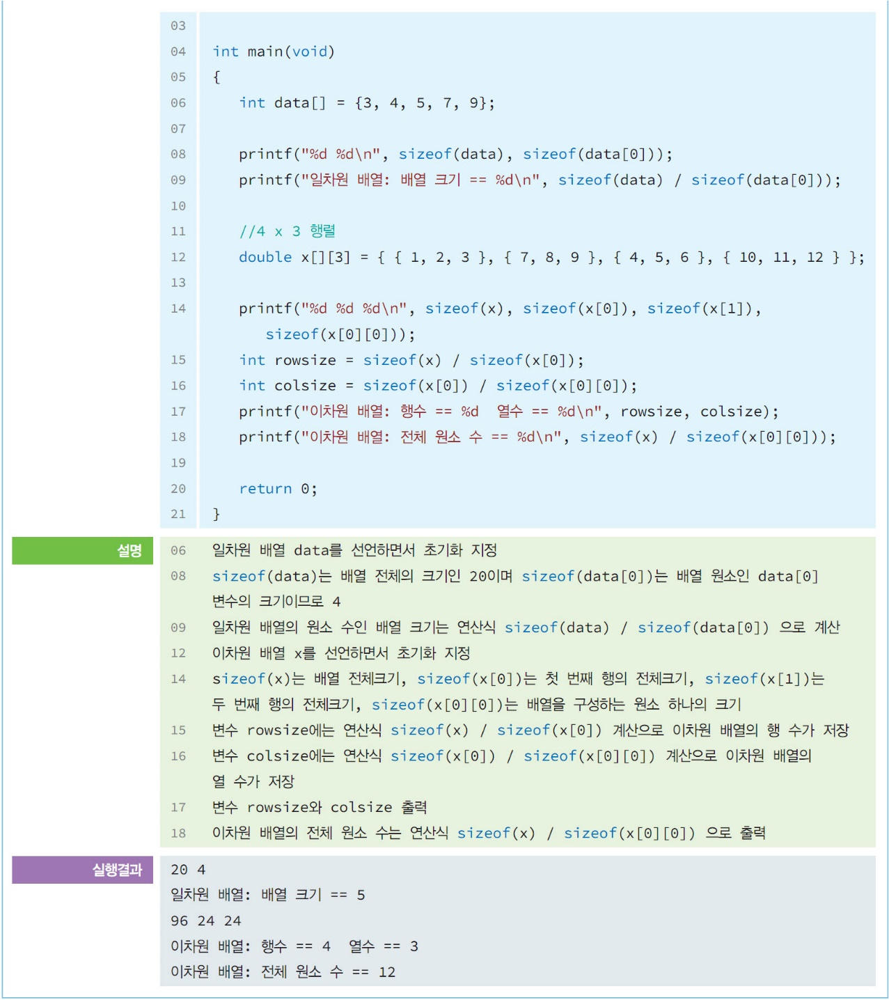 03
04 int main(void)
05 {
06 int data[] = {3, 4, 5, 7, 9};
07
08 printf("%d %d\n", sizeof(data), sizeof(data[0]));
09 printf("일차원 배열: 배열 크기 == %d\n", sizeof(data) / sizeof(data[0]));
10
11 //4 x 3 행렬
12 double x[][3] = { { 1, 2, 3 }, { 7, 8, 9 }, { 4, 5, 6 }, { 10, 11, 12 } };
13
14 printf("%d %d %d\n", sizeof(x), sizeof(x[0]), sizeof(x[1]),
sizeof(x[0][0]));
15 int rowsize = sizeof(x) / sizeof(x[0]);
16 int colsize = sizeof(x[0]) / sizeof(x[0][0]);
17 printf("이차원 배열: 행수 == %d  열수 == %d\n", rowsize, colsize);
18 printf("이차원 배열: 전체 원소 수 == %d\n", sizeof(x) / sizeof(x[0][0]));
19
20 return 0;
21 }
설명
06 일차원 배열 data를 선언하면서 초기화 지정
08 sizeof(data)는 배열 전체의 크기인 20이며 sizeof(data[0])는 배열 원소인 data[0]
변수의 크기이므로 4
09 일차원 배열의 원소 수인 배열 크기는 연산식 sizeof(data) / sizeof(data[0]) 으로 계산
12 이차원 배열 x를 선언하면서 초기화 지정
14 sizeof(x)는 배열 전체크기, sizeof(x[0])는 첫 번째 행의 전체크기, sizeof(x[1])는
두 번째 행의 전체크기, sizeof(x[0][0])는 배열을 구성하는 원소 하나의 크기
15 변수 rowsize에는 연산식 sizeof(x) / sizeof(x[0]) 계산으로 이차원 배열의 행 수가 저장
16 변수 colsize에는 연산식 sizeof(x[0]) / sizeof(x[0][0]) 계산으로 이차원 배열의
열 수가 저장
17 변수 rowsize와 colsize 출력
18 이차원 배열의 전체 원소 수는 연산식 sizeof(x) / sizeof(x[0][0]) 으로 출력
실행결과
20 4
일차원 배열: 배열 크기 == 5
96 24 24
이차원 배열: 행수 == 4  열수 == 3
이차원 배열: 전체 원소 수 == 12